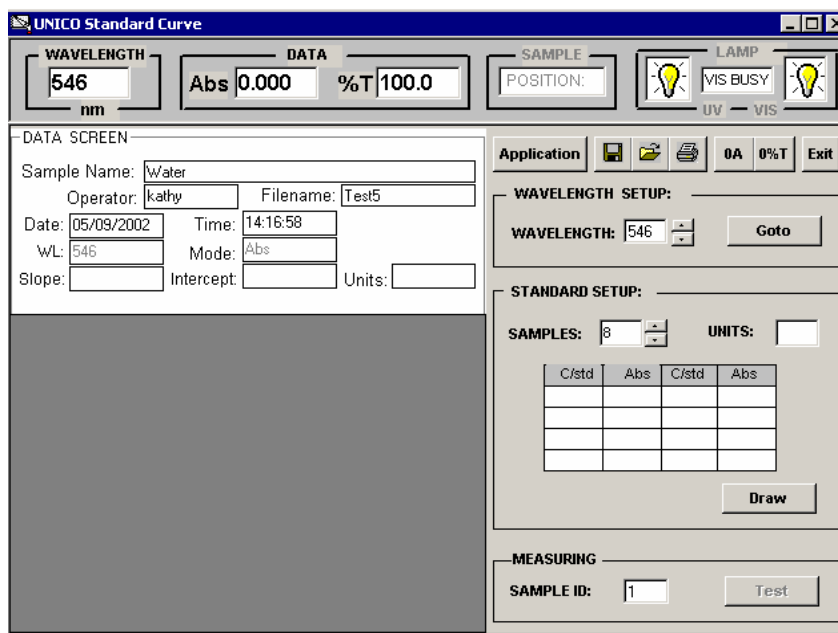 UNICO Standard Curve
WAVELENGTH
546
nm
DATA
Abs 0.000 %T 100.0
SAMPLE
POSITION:
LAMP
VIS BUSY
UV VIS
DATA SCREEN
Sample Name: Water
Operator: kathy Filename: Test5
Date: 05/09/2002 Time: 14:16:58
WL: 546 Mode: Abs
Slope: Intercept: Units:
Application 0A 0%T Exit
WAVELENGTH SETUP:
WAVELENGTH: 546 Goto
STANDARD SETUP:
SAMPLES: 8 UNITS:
C/std Abs C/std Abs
Draw
MEASURING
SAMPLE ID: 1 Test